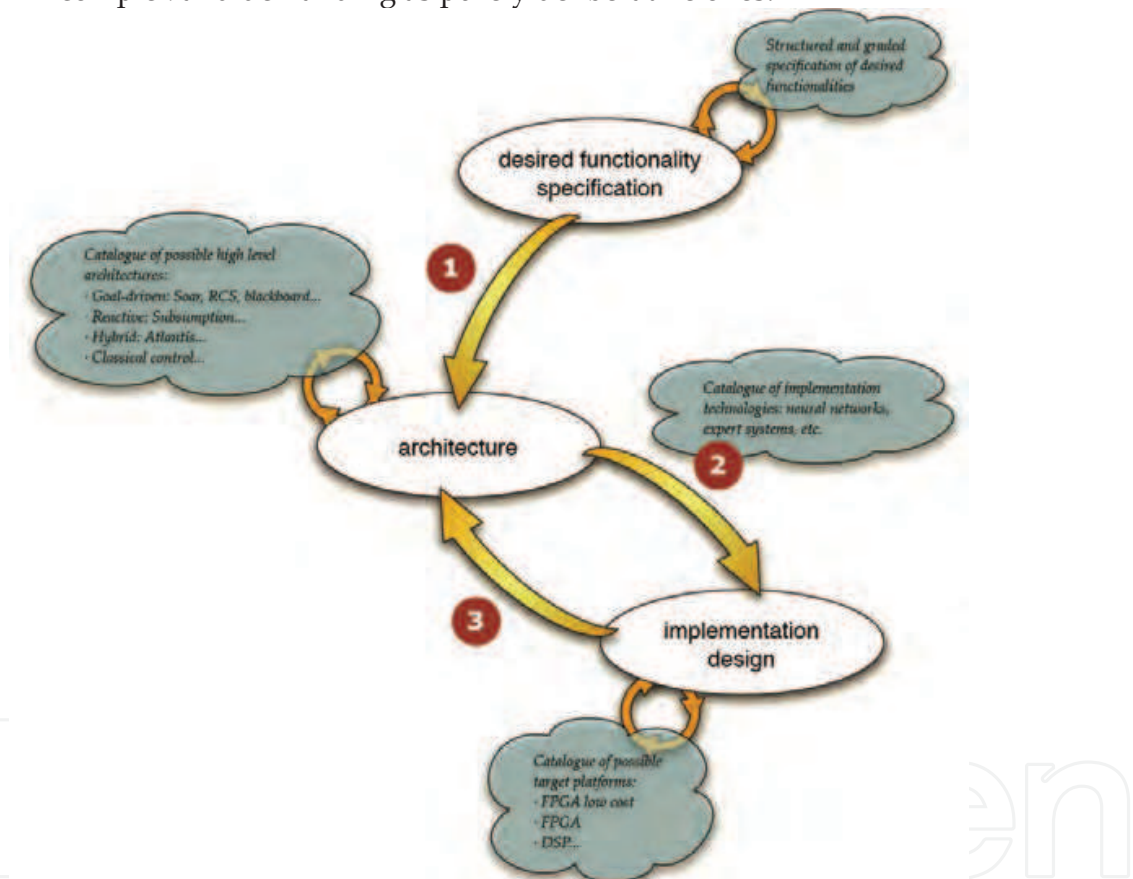 Structured and graded
specification of desired
functionalities
desired functionality
specification
1
Catalogue of possible high level
architectures:
· Goal-driven: Soar, RCS, blackboard...
· Reactive: Subsumption...
· Hybrid: Atlantis...
· Classical control...
architecture
Catalogue of implementation
technologies: neural networks,
expert systems, etc.
2
3
implementation
design
Catalogue of possible
target platforms:
· FPGA low cost
· FPGA
· DSP...
en